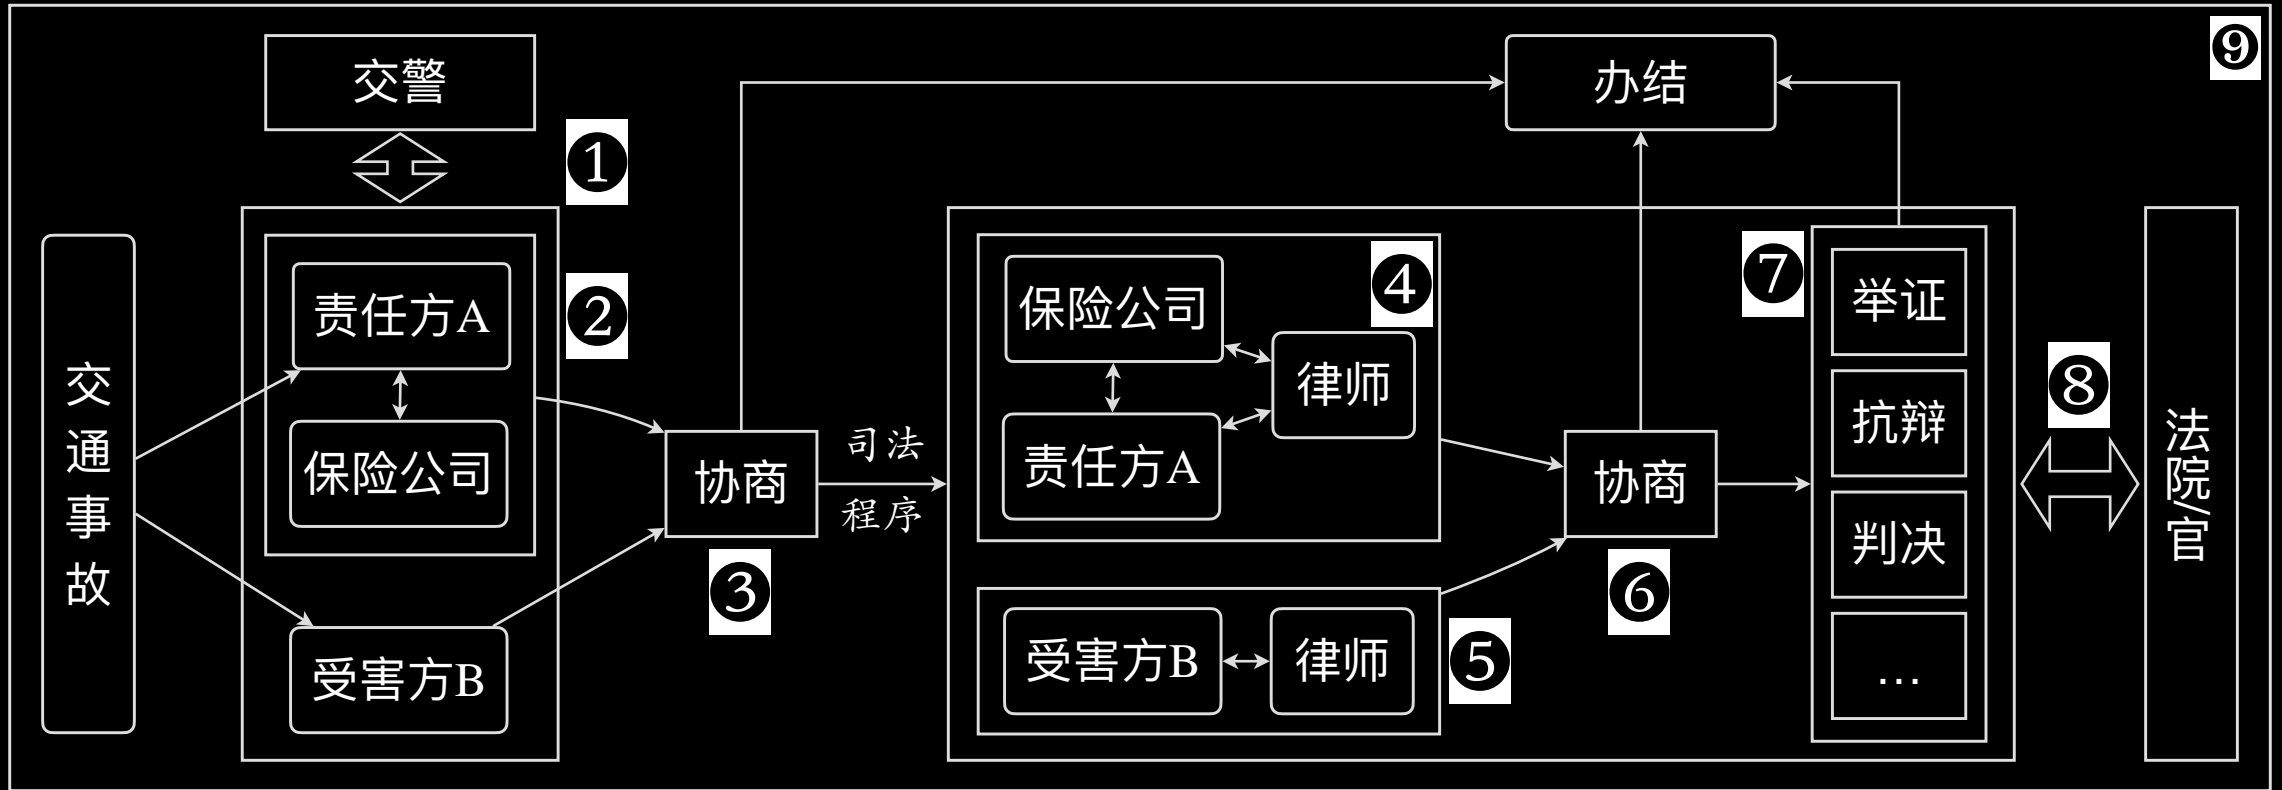 ❾
交警
办结
❶
交通事故
责任方A
❷
保险公司
受害方B
协商
❸
司法
程序
保险公司
❹
律师
责任方A
受害方B
律师
❺
协商
❻
❼
举证
抗辩
判决
...
❽
法院/官